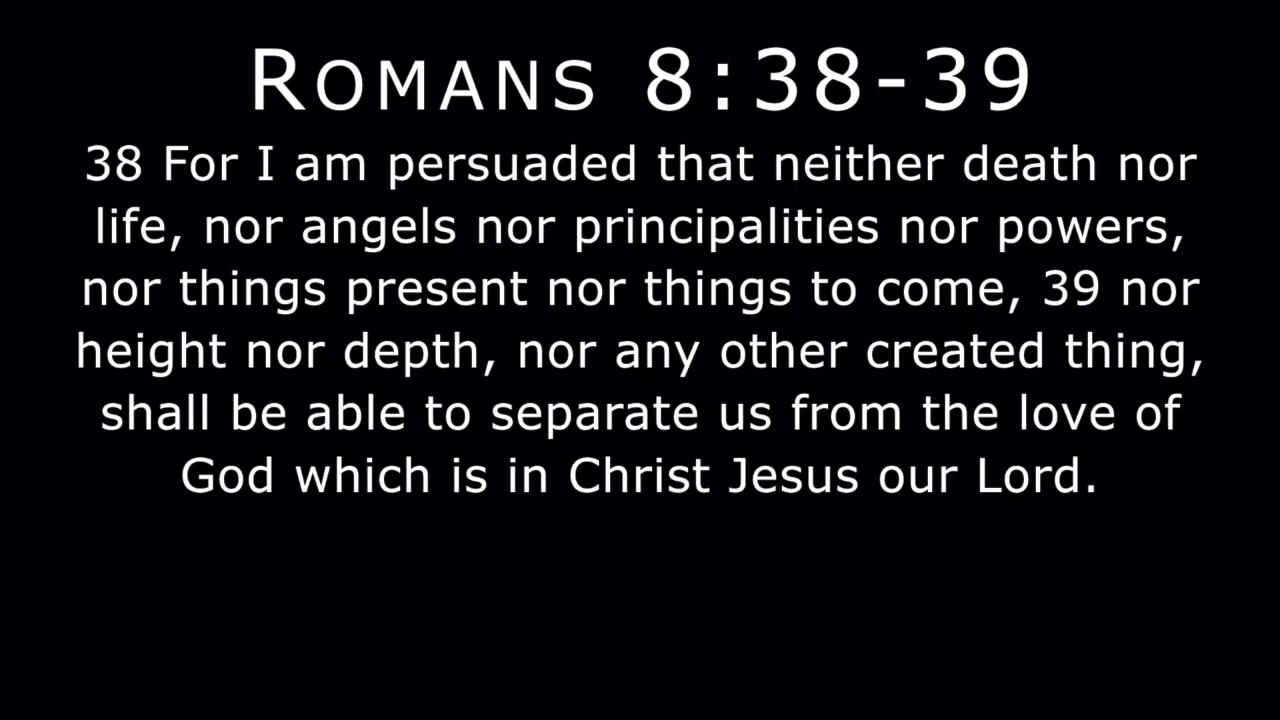 ROMANS 8:38-39
38 For I am persuaded that neither death nor
life, nor angels nor principalities nor powers,
nor things present nor things to come, 39 nor
height nor depth, nor any other created thing,
shall be able to separate us from the love of
God which is in Christ Jesus our Lord.